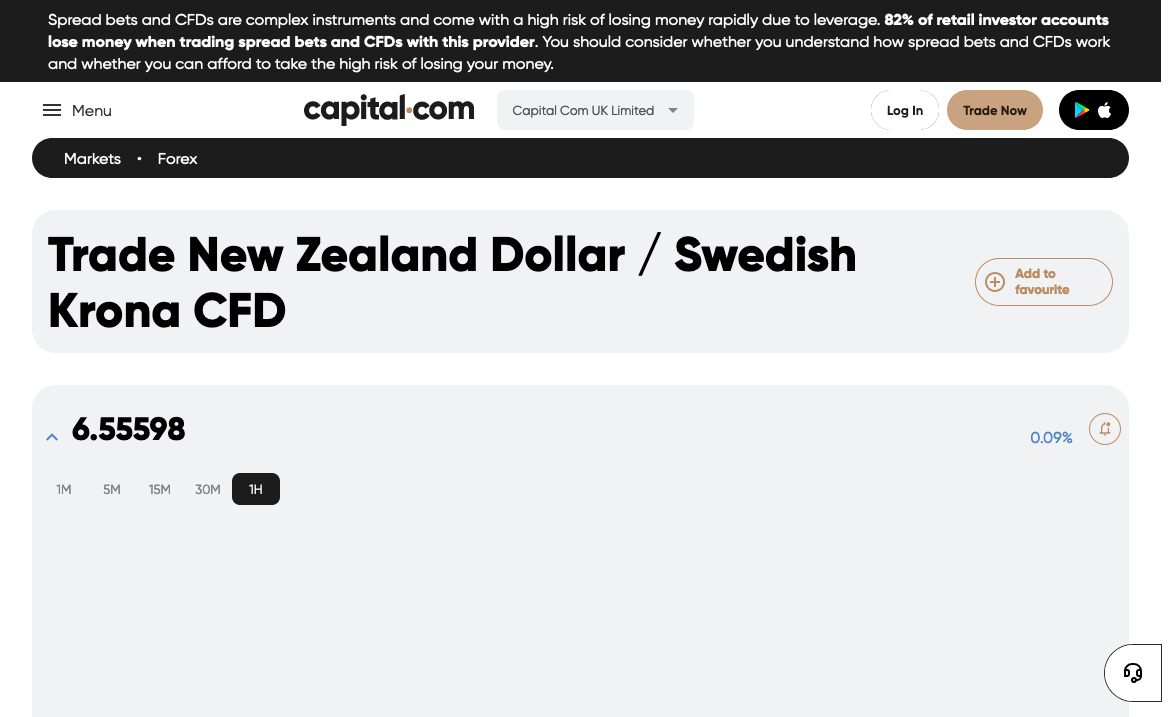 Spread bets and CFDs are complex instruments and come with a high risk of losing money rapidly due to leverage. 82% of retail investor accounts
lose money when trading spread bets and CFDs with this provider. You should consider whether you understand how spread bets and CFDs work
and whether you can afford to take the high risk of losing your money.
Menu
capital.com
Capital Com UK Limited
Log In
Trade Now
Markets • Forex
Trade New Zealand Dollar / Swedish
Krona CFD
Add to
favourite
6.55598
0.09%
1M 5M 15M 30M 1H